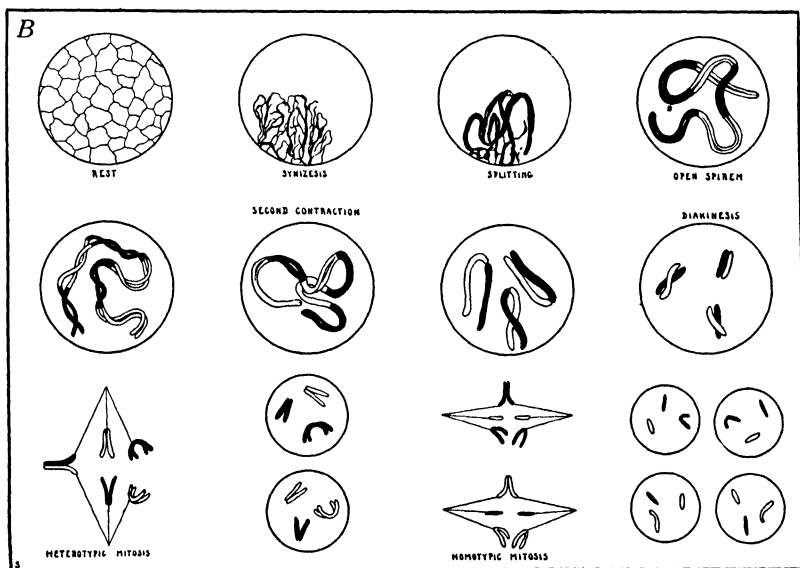 B
REST
SYNIZESIS
SPLITTING
OPEN SPIREM
SECOND CONTRACTION
DIAKINESIS
HETEROTYPIC MITOSIS
HOMOTYPIC MITOSIS
S